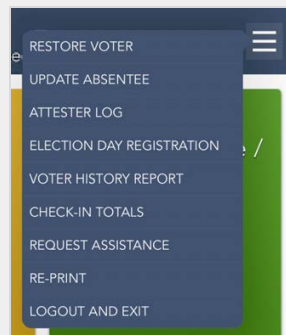 RESTORE VOTER
UPDATE ABSENTEE
ATTESTER LOG
ELECTION DAY REGISTRATION
VOTER HISTORY REPORT
CHECK-IN TOTALS
REQUEST ASSISTANCE
RE-PRINT
LOGOUT AND EXIT